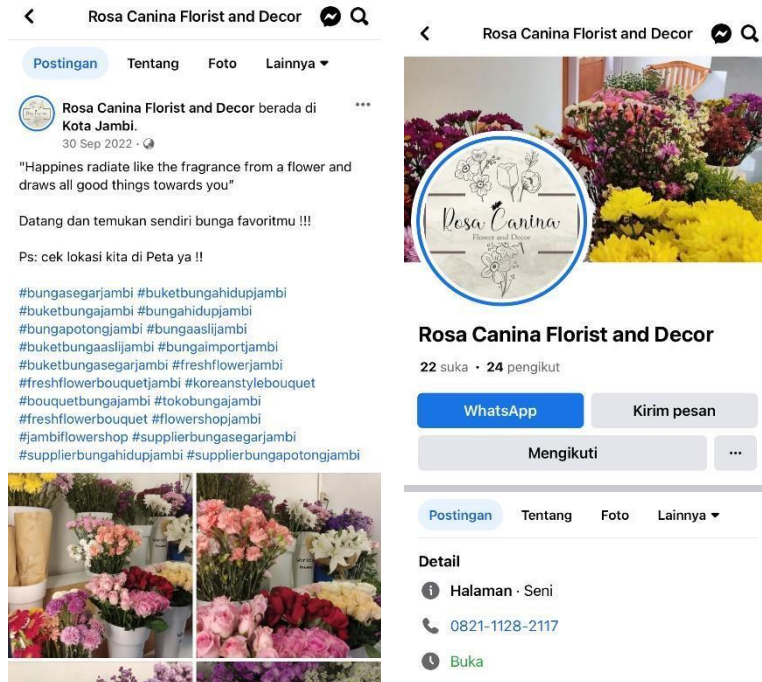 Rosa Canina Florist and Decor
Postingan Tentang Foto Lainnya
Rosa Canina Florist and Decor berada di
Kota Jambi.
30 Sep 2022 ·
"Happines radiate like the fragrance from a flower and
draws all good things towards you"
Datang dan temukan sendiri bunga favoritmu !!!
Ps: cek lokasi kita di Peta ya !!
#bungasegarjambi #buketbungahidupjambi
#buketbungajambi #bungahidupjambi
#bungapotongjambi #bungaaslijambi
#buketbungaaslijambi #bungaimportjambi
#buketbungasegarjambi #freshflowerjambi
#freshflowerbouquetjambi #koreanstylebouquet
#bouquetbungajambi #tokobungajambi
#freshflowerbouquet #flowershopjambi
#jambiflowershop #supplierbungasegarjambi
#supplierbungahidupjambi #supplierbungapotongjambi
Rosa Canina Florist and Decor
Rosa Canina
Flower and Decor
Rosa Canina Florist and Decor
22 suka • 24 pengikut
WhatsApp
Kirim pesan
Mengikuti
Postingan Tentang Foto Lainnya
Detail
Halaman · Seni
0821-1128-2117
Buka